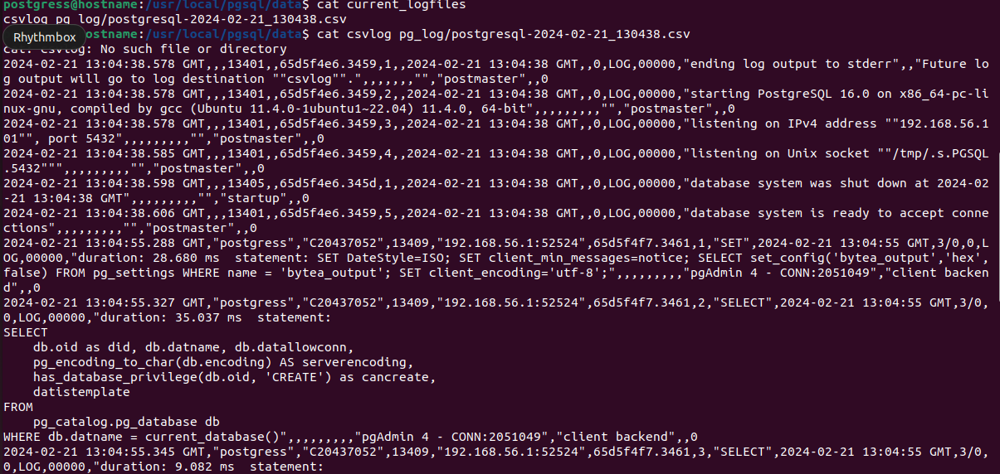 postgress@hostname:/usr/local/pgsql/data$ cat current_logfiles
csvlog pg_log/postgresql-2024-02-21_130438.csv
Rhythmbox
hostname:/usr/local/pgsql/data$ cat csvlog pg_log/postgresql-2024-02-21_130438.csv
cat: csvlog: No such file or directory
2024-02-21 13:04:38.578 GMT,,,13401,,65d5f4e6.3459,1,,2024-02-21 13:04:38 GMT,,0,LOG,00000,"ending log output to stderr",,"Future lo
g output will go to log destination ""csvlog"".",,,,,,,"","postmaster",,0
2024-02-21 13:04:38.578 GMT,,,13401,,65d5f4e6.3459,2,,2024-02-21 13:04:38 GMT,,0,LOG,00000,"starting PostgreSQL 16.0 on x86_64-pc-li
nux-gnu, compiled by gcc (Ubuntu 11.4.0-1ubuntu1~22.04) 11.4.0, 64-bit",,,,,,,,,"","postmaster",,0
2024-02-21 13:04:38.578 GMT,,,13401,,65d5f4e6.3459,3,,2024-02-21 13:04:38 GMT,,0,LOG,00000,"listening on IPv4 address ""192.168.56.1
01"", port 5432",,,,,,,,,"","postmaster",,0
2024-02-21 13:04:38.585 GMT,,,13401,,65d5f4e6.3459,4,,2024-02-21 13:04:38 GMT,,0,LOG,00000,"listening on Unix socket ""/tmp/.s.PGSQL
.5432""",,,,,,,,,"","postmaster",,0
2024-02-21 13:04:38.598 GMT,,,13405,,65d5f4e6.345d,1,,2024-02-21 13:04:38 GMT,,0,LOG,00000,"database system was shut down at 2024-02
-21 13:04:38 GMT",,,,,,,,,"","startup",,0
2024-02-21 13:04:38.606 GMT,,,13401,,65d5f4e6.3459,5,,2024-02-21 13:04:38 GMT,,0,LOG,00000,"database system is ready to accept conne
ctions",,,,,,,,,"","postmaster",,0
2024-02-21 13:04:55.288 GMT,"postgress","C20437052",13409,"192.168.56.1:52524",65d5f4f7.3461,1,"SET",2024-02-21 13:04:55 GMT,3/0,0,L
OG,00000,"duration: 28.680 ms  statement: SET DateStyle=ISO; SET client_min_messages=notice; SELECT set_config('bytea_output','hex',
false) FROM pg_settings WHERE name = 'bytea_output'; SET client_encoding='utf-8';",,,,,,,,,"pgAdmin 4 - CONN:2051049","client backen
d",,0
2024-02-21 13:04:55.327 GMT,"postgress","C20437052",13409,"192.168.56.1:52524",65d5f4f7.3461,2,"SELECT",2024-02-21 13:04:55 GMT,3/0,
0,LOG,00000,"duration: 35.037 ms  statement:
SELECT
    db.oid as did, db.datname, db.datallowconn,
    pg_encoding_to_char(db.encoding) AS serverencoding,
    has_database_privilege(db.oid, 'CREATE') as cancreate,
    datistemplate
FROM
    pg_catalog.pg_database db
WHERE db.datname = current_database()",,,,,,,,,"pgAdmin 4 - CONN:2051049","client backend",,0
2024-02-21 13:04:55.345 GMT,"postgress","C20437052",13409,"192.168.56.1:52524",65d5f4f7.3461,3,"SELECT",2024-02-21 13:04:55 GMT,3/0,
0,LOG,00000,"duration: 9.082 ms  statement: